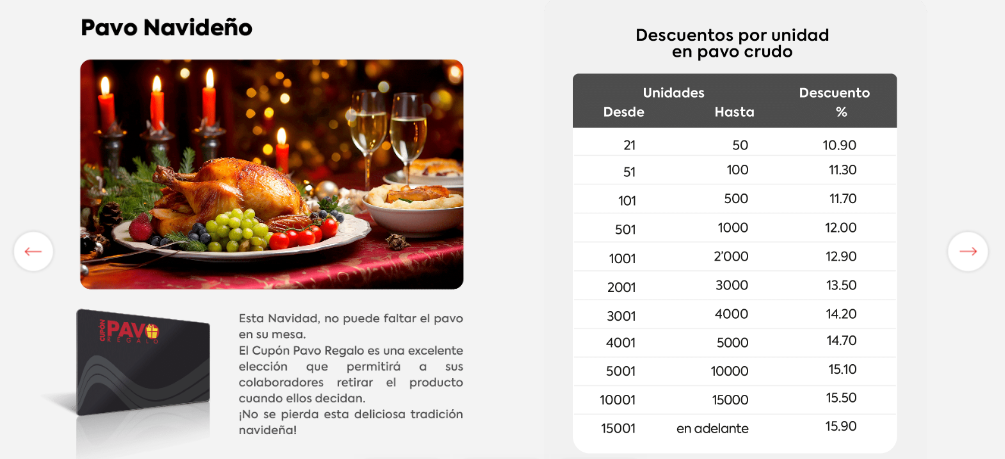 Pavo Navideño
CUPÓN
PAVO
REGALO
Esta Navidad, no puede faltar el pavo
en su mesa.
El Cupón Pavo Regalo es una excelente
elección que permitirá a sus
colaboradores retirar el producto
cuando ellos decidan.
¡No se pierda esta deliciosa tradición
navideña!
Descuentos por unidad
en pavo crudo
Unidades Descuento
Desde Hasta %
21 50 10.90
51 100 11.30
101 500 11.70
501 1000 12.00
1001 2'000 12.90
2001 3000 13.50
3001 4000 14.20
4001 5000 14.70
5001 10000 15.10
10001 15000 15.50
15001 en adelante 15.90